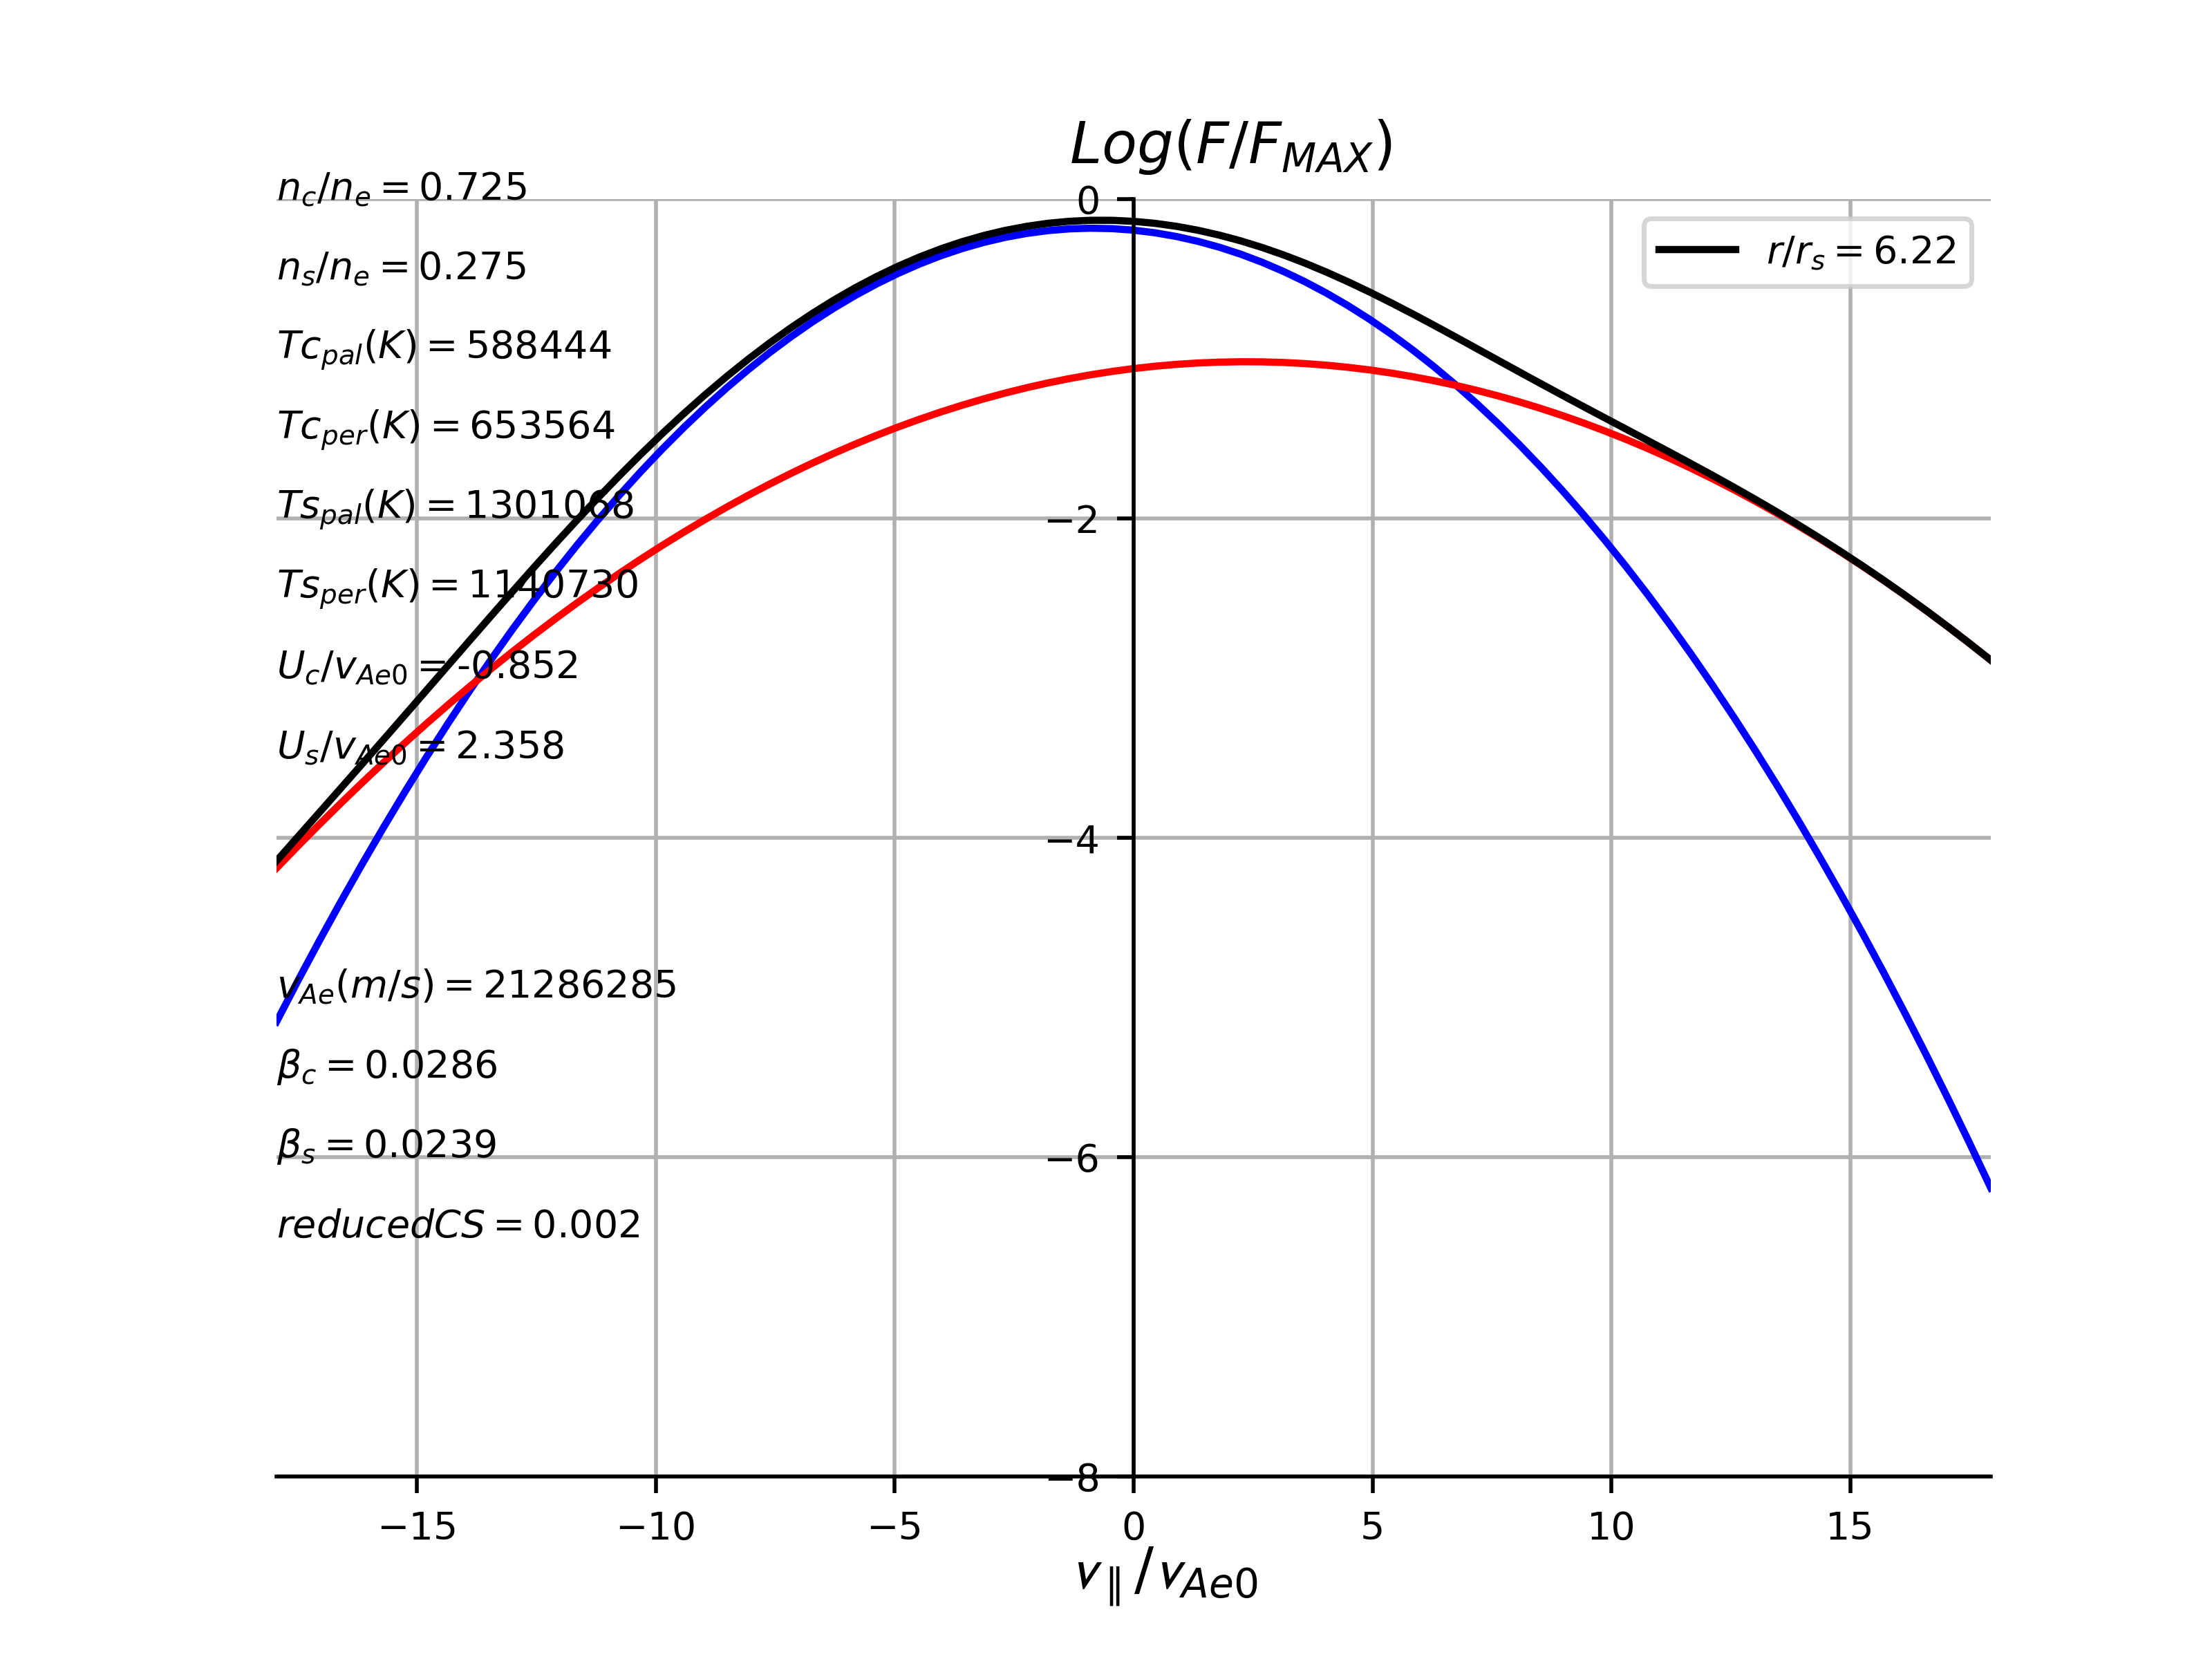 Log(F/F_MAX)
n_c/n_e = 0.725
n_s/n_e = 0.275
Tc_pal(K) = 588444
Tc_per(K) = 653564
Ts_pal(K) = 1301068
Ts_per(K) = 1140730
U_c/v_Ae0 = -0.852
U_s/v_Ae0 = 2.358
v_Ae(m/s) = 21286285
β_c = 0.0286
β_s = 0.0239
reducedCS = 0.002
r/r_s = 6.22
0
−2
−4
−6
−8
−15 −10 −5 0 5 10 15
v_∥/v_Ae0